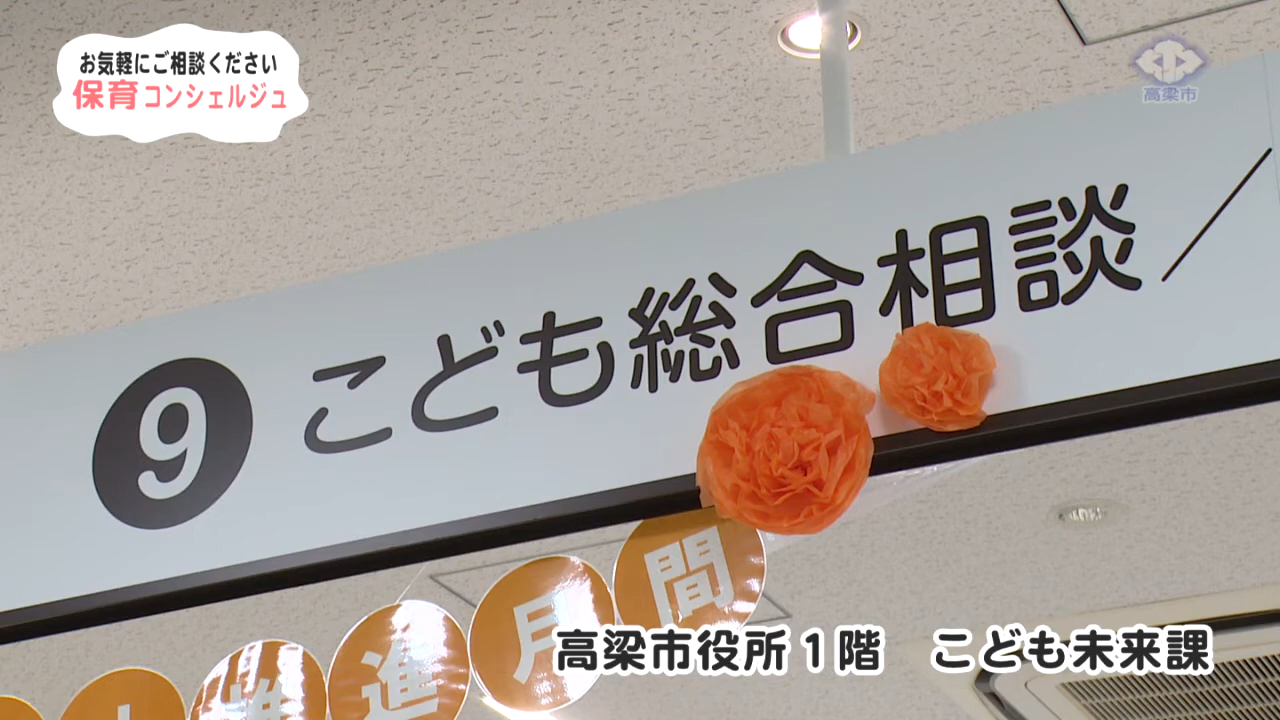 お気軽にご相談ください
保育コンシェルジュ
高梁市
9 こども総合相談／
推進月間
高梁市役所1階　こども未来課